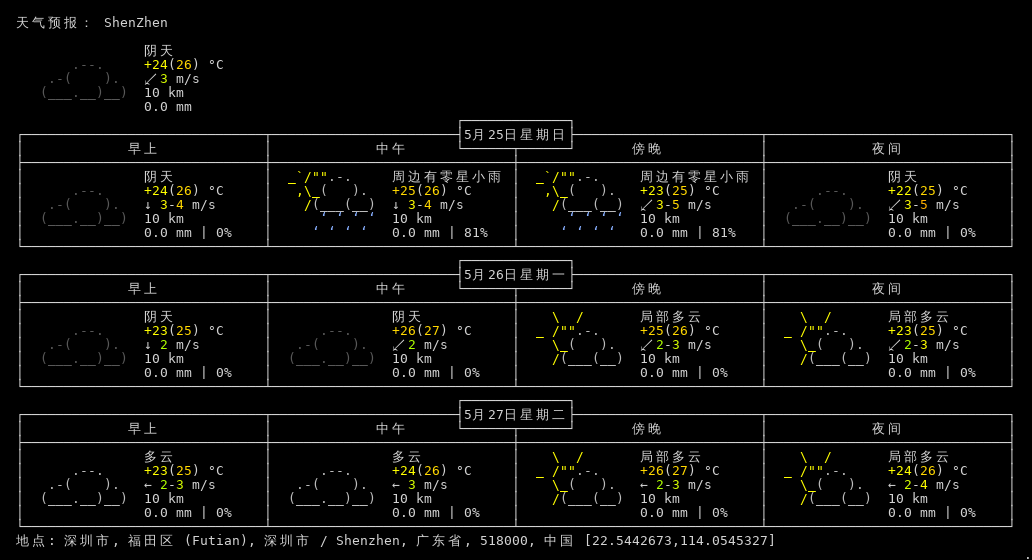 天气预报： ShenZhen
阴天
+24(26) °C
↙ 3 m/s
10 km
0.0 mm
5月25日星期日
早上 中午 傍晚 夜间
阴天 周边有零星小雨 周边有零星小雨 阴天
+24(26) °C +25(26) °C +23(25) °C +22(25) °C
↓ 3-4 m/s ↓ 3-4 m/s ↙ 3-5 m/s ↙ 3-5 m/s
10 km 10 km 10 km 10 km
0.0 mm | 0% 0.0 mm | 81% 0.0 mm | 81% 0.0 mm | 0%
5月26日星期一
早上 中午 傍晚 夜间
阴天 阴天 局部多云 局部多云
+23(25) °C +26(27) °C +25(26) °C +23(25) °C
↓ 2 m/s ↙ 2 m/s ↙ 2-3 m/s ↙ 2-3 m/s
10 km 10 km 10 km 10 km
0.0 mm | 0% 0.0 mm | 0% 0.0 mm | 0% 0.0 mm | 0%
5月27日星期二
早上 中午 傍晚 夜间
多云 多云 局部多云 局部多云
+23(25) °C +24(26) °C +26(27) °C +24(26) °C
← 2-3 m/s ← 3 m/s ← 2-3 m/s ← 2-4 m/s
10 km 10 km 10 km 10 km
0.0 mm | 0% 0.0 mm | 0% 0.0 mm | 0% 0.0 mm | 0%
地点: 深圳市, 福田区 (Futian), 深圳市 / Shenzhen, 广东省, 518000, 中国 [22.5442673,114.0545327]